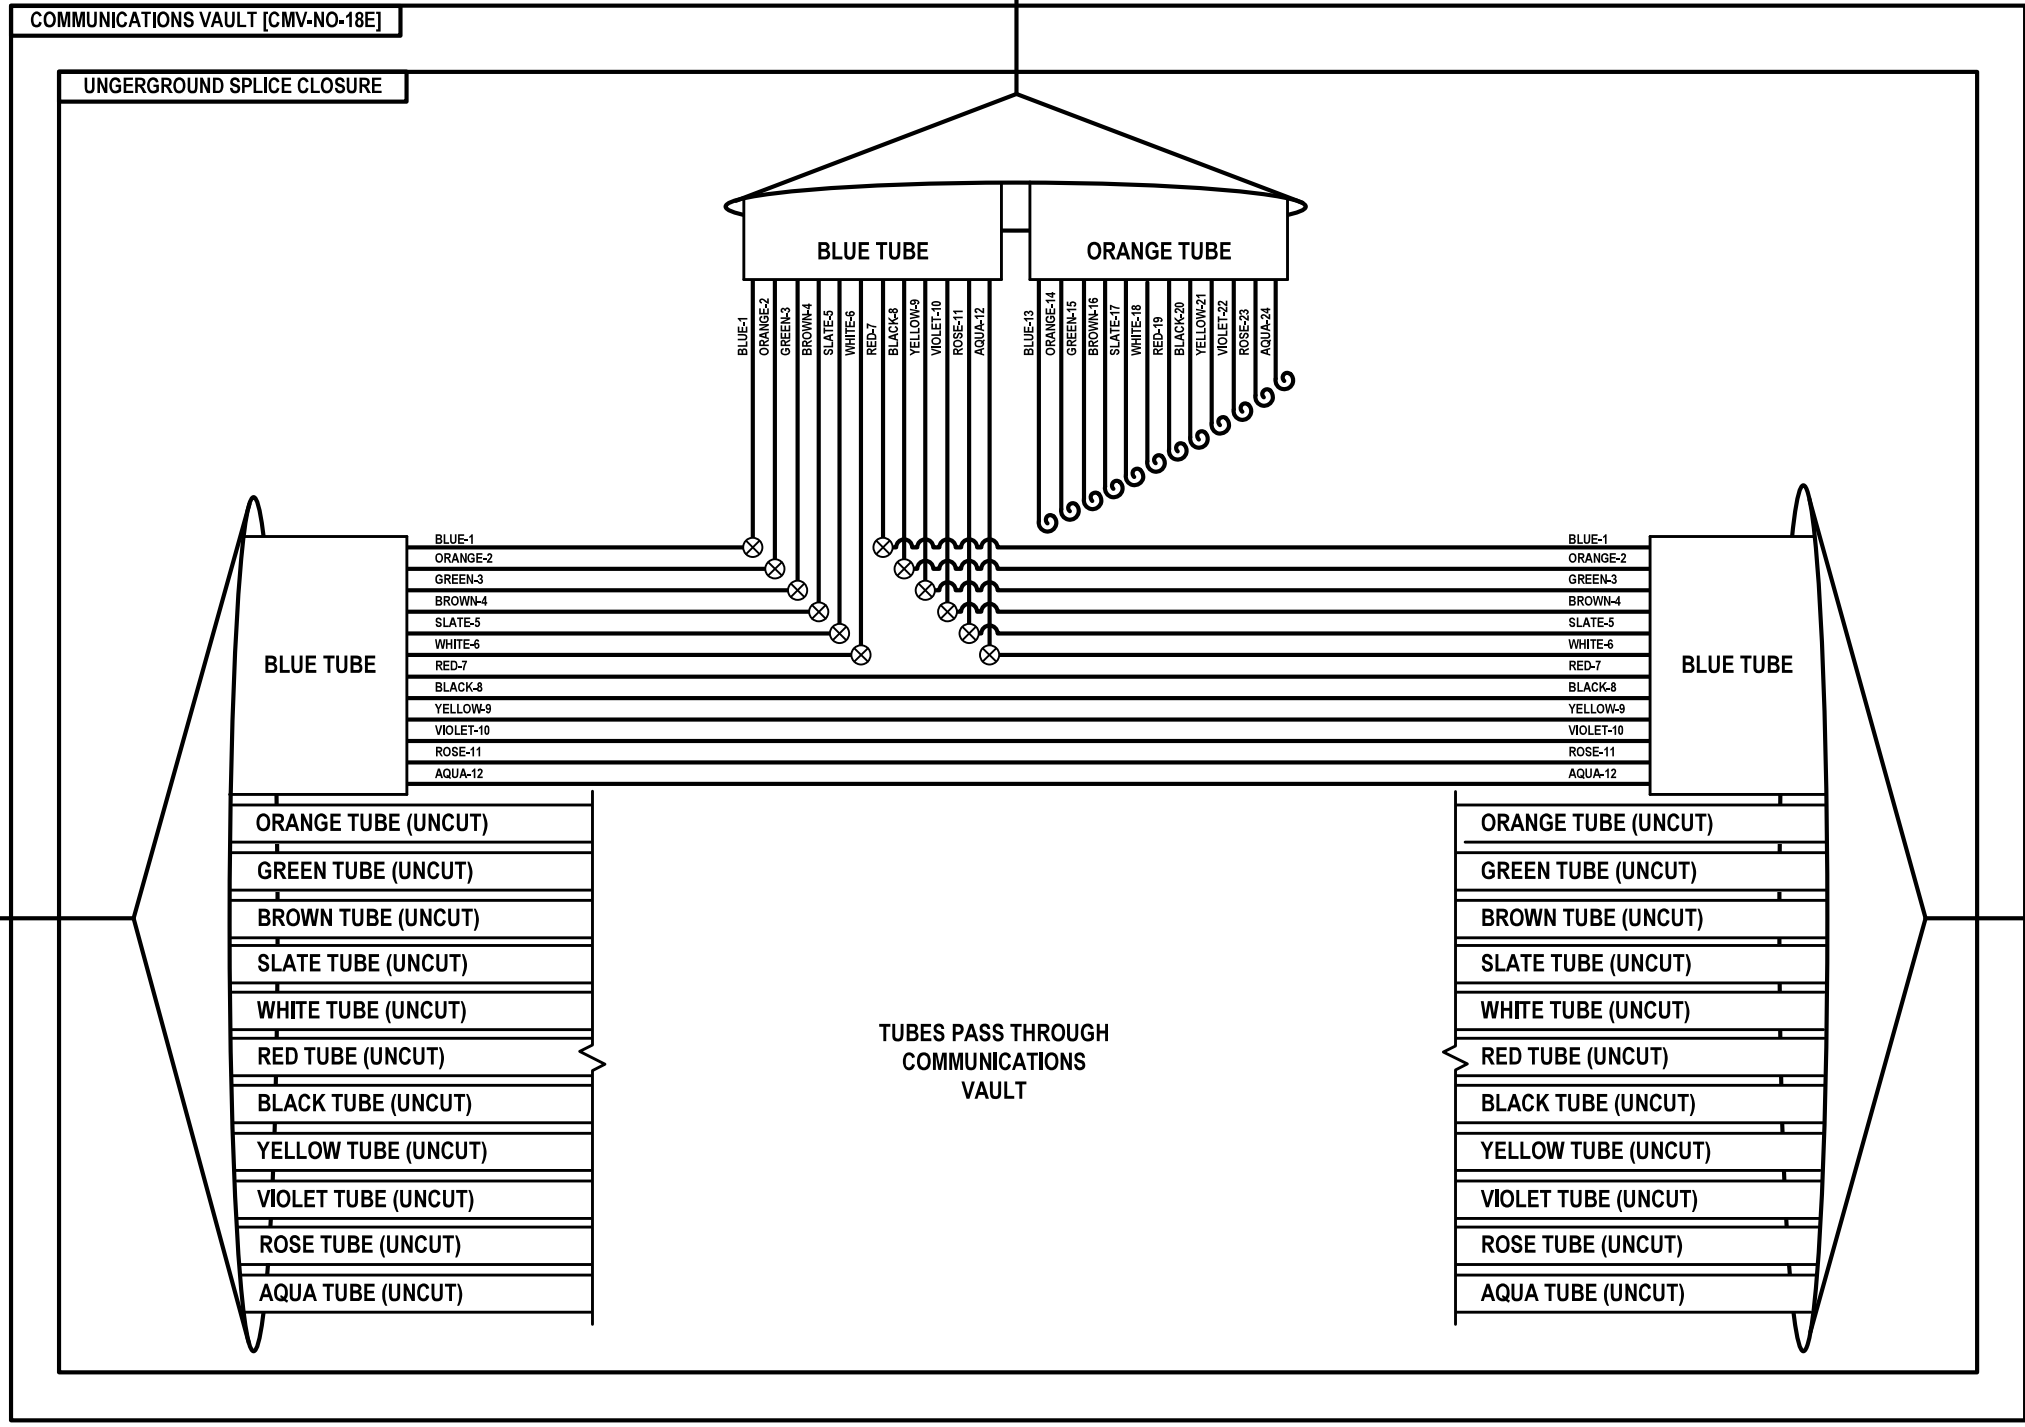 COMMUNICATIONS VAULT [CMV-NO-18E]
UNGERGROUND SPLICE CLOSURE
BLUE TUBE
ORANGE TUBE
BLUE-1
ORANGE-2
GREEN-3
BROWN-4
SLATE-5
WHITE-6
RED-7
BLACK-8
YELLOW-9
VIOLET-10
ROSE-11
AQUA-12
BLUE-13
ORANGE-14
GREEN-15
BROWN-16
SLATE-17
WHITE-18
RED-19
BLACK-20
YELLOW-21
VIOLET-22
ROSE-23
AQUA-24
BLUE TUBE
BLUE-1
ORANGE-2
GREEN-3
BROWN-4
SLATE-5
WHITE-6
RED-7
BLACK-8
YELLOW-9
VIOLET-10
ROSE-11
AQUA-12
BLUE-1
ORANGE-2
GREEN-3
BROWN-4
SLATE-5
WHITE-6
RED-7
BLACK-8
YELLOW-9
VIOLET-10
ROSE-11
AQUA-12
BLUE TUBE
ORANGE TUBE (UNCUT)
GREEN TUBE (UNCUT)
BROWN TUBE (UNCUT)
SLATE TUBE (UNCUT)
WHITE TUBE (UNCUT)
RED TUBE (UNCUT)
BLACK TUBE (UNCUT)
YELLOW TUBE (UNCUT)
VIOLET TUBE (UNCUT)
ROSE TUBE (UNCUT)
AQUA TUBE (UNCUT)
TUBES PASS THROUGH
COMMUNICATIONS
VAULT
ORANGE TUBE (UNCUT)
GREEN TUBE (UNCUT)
BROWN TUBE (UNCUT)
SLATE TUBE (UNCUT)
WHITE TUBE (UNCUT)
RED TUBE (UNCUT)
BLACK TUBE (UNCUT)
YELLOW TUBE (UNCUT)
VIOLET TUBE (UNCUT)
ROSE TUBE (UNCUT)
AQUA TUBE (UNCUT)